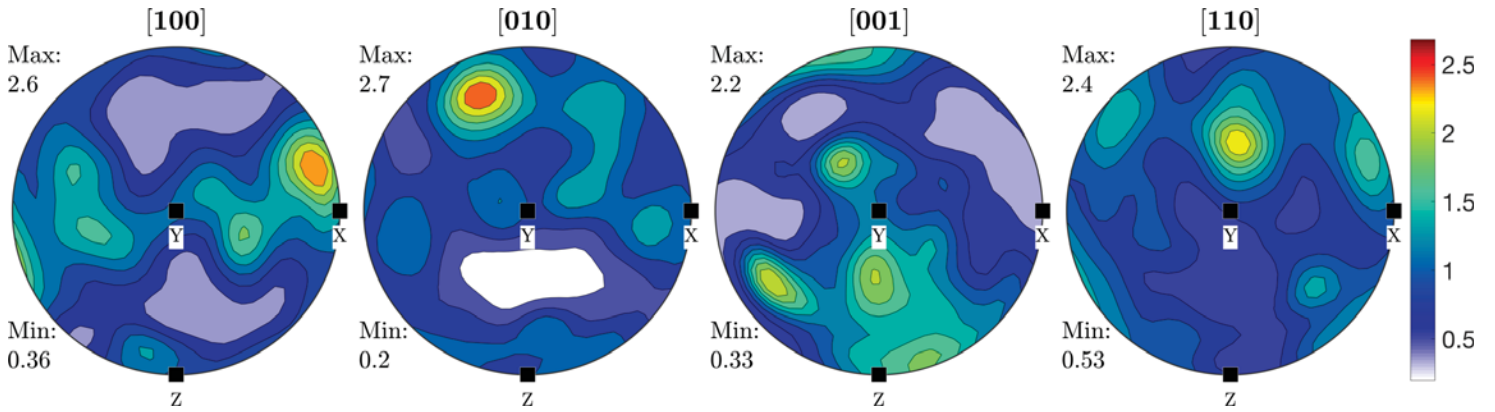 [100]
Max:
2.6
Y
X
Min:
0.36
Z
[010]
Max:
2.7
Y
X
Min:
0.2
Z
[001]
Max:
2.2
Y
X
Min:
0.33
Z
[110]
Max:
2.4
Y
X
Min:
0.53
Z
2.5
2
1.5
1
0.5